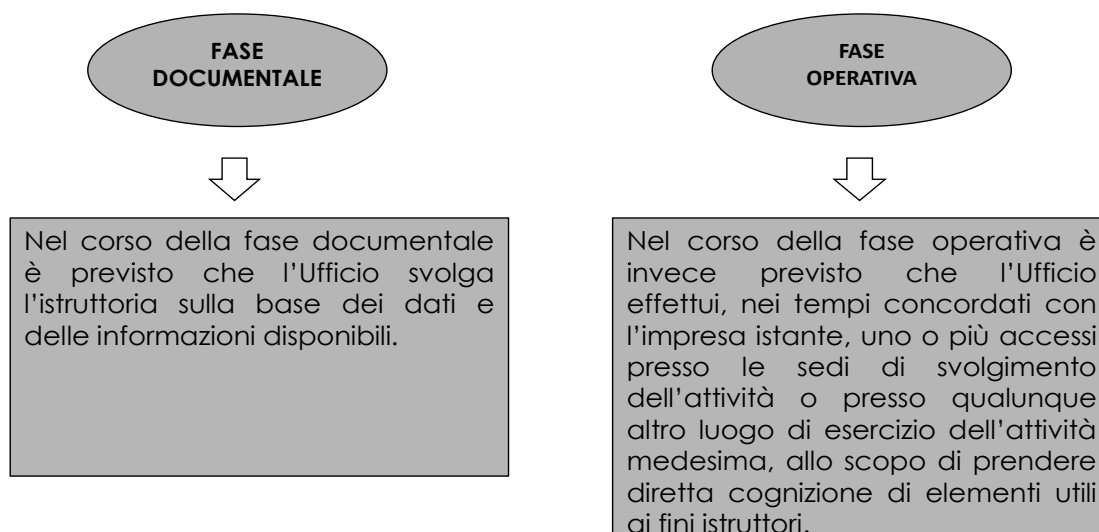 FASE
DOCUMENTALE
Nel corso della fase documentale
è previsto che l’Ufficio svolga
l’istruttoria sulla base dei dati e
delle informazioni disponibili.
FASE
OPERATIVA
Nel corso della fase operativa è
invece previsto che l’Ufficio
effettui, nei tempi concordati con
l’impresa istante, uno o più accessi
presso le sedi di svolgimento
dell’attività o presso qualunque
altro luogo di esercizio dell’attività
medesima, allo scopo di prendere
diretta cognizione di elementi utili
ai fini istruttori.